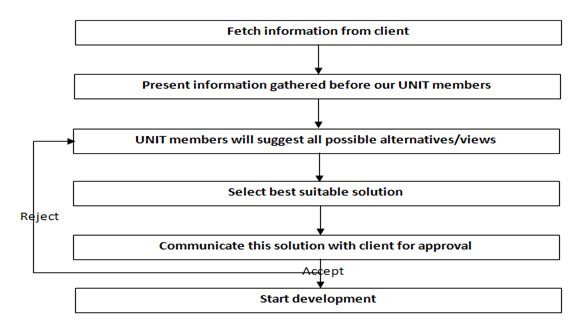 Fetch information from client
Present information gathered before our UNIT members
UNIT members will suggest all possible alternatives/views
Select best suitable solution
Reject
Communicate this solution with client for approval
Accept
Start development